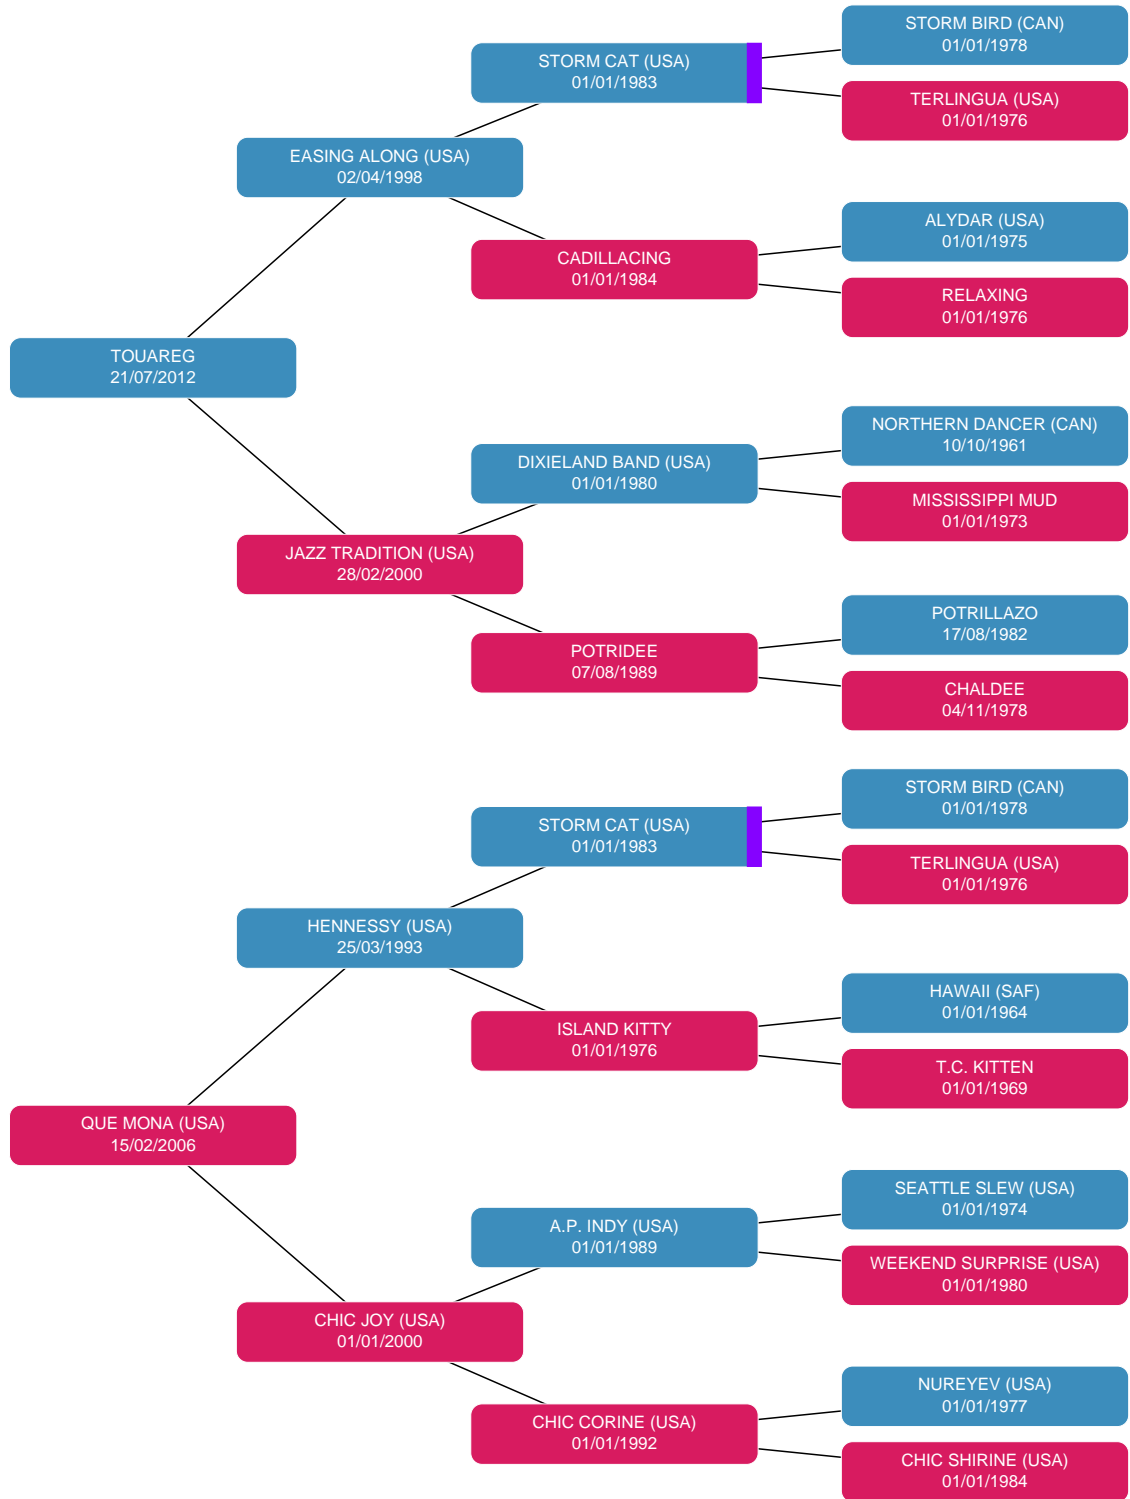 STORM BIRD (CAN)
01/01/1978
STORM CAT (USA)
01/01/1983
TERLINGUA (USA)
01/01/1976
EASING ALONG (USA)
02/04/1998
ALYDAR (USA)
01/01/1975
CADILLACING
01/01/1984
RELAXING
01/01/1976
TOUAREG
21/07/2012
NORTHERN DANCER (CAN)
10/10/1961
DIXIELAND BAND (USA)
01/01/1980
MISSISSIPPI MUD
01/01/1973
JAZZ TRADITION (USA)
28/02/2000
POTRILLAZO
17/08/1982
POTRIDEE
07/08/1989
CHALDEE
04/11/1978
STORM BIRD (CAN)
01/01/1978
STORM CAT (USA)
01/01/1983
TERLINGUA (USA)
01/01/1976
HENNESSY (USA)
25/03/1993
HAWAII (SAF)
01/01/1964
ISLAND KITTY
01/01/1976
T.C. KITTEN
01/01/1969
QUE MONA (USA)
15/02/2006
SEATTLE SLEW (USA)
01/01/1974
A.P. INDY (USA)
01/01/1989
WEEKEND SURPRISE (USA)
01/01/1980
CHIC JOY (USA)
01/01/2000
NUREYEV (USA)
01/01/1977
CHIC CORINE (USA)
01/01/1992
CHIC SHIRINE (USA)
01/01/1984